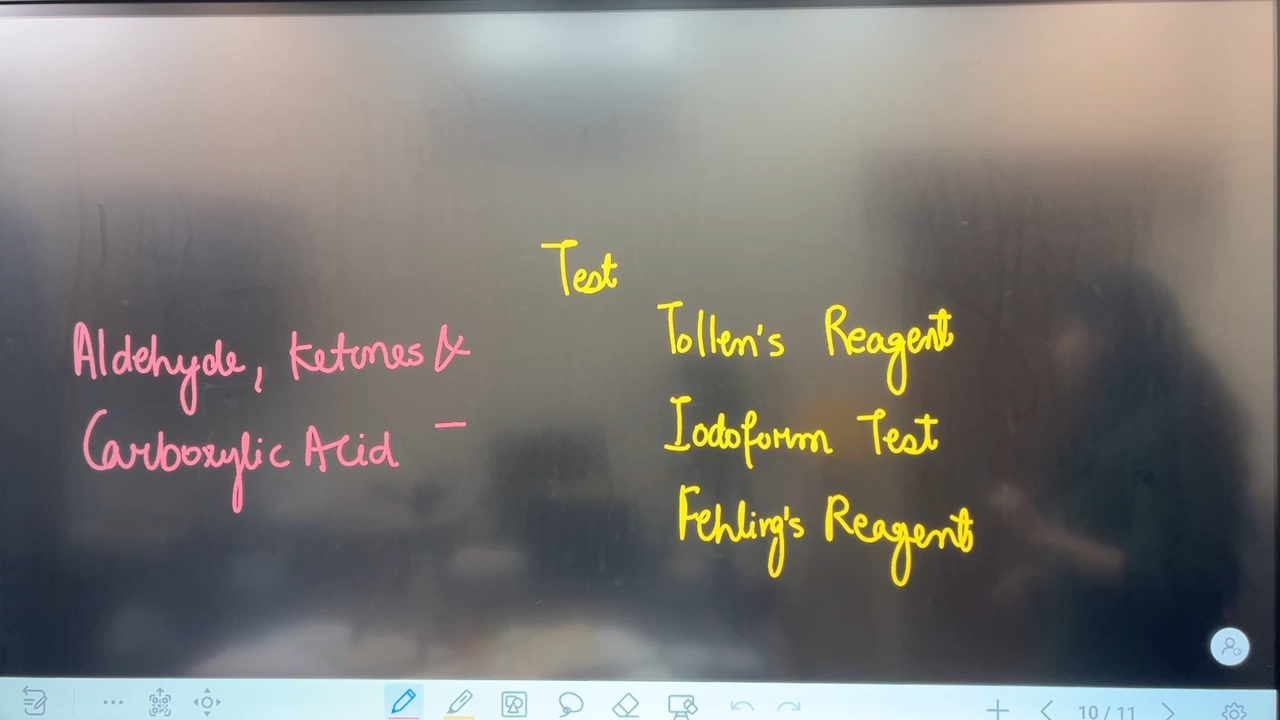 Test
Aldehyde, Ketones &
Carboxylic Acid -
Tollen's Reagent
Iodoform Test
Fehling's Reagent
10/11